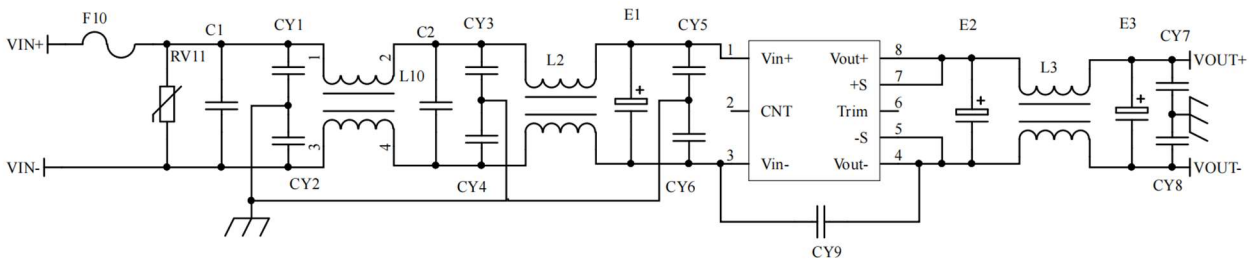 F10
VIN+
RV11
C1
CY1
1
2
L10
3
4
CY2
C2
CY3
CY4
L2
E1
CY5
CY6
1
Vin+
Vout+
8
+S
7
2
CNT
Trim
6
-S
5
3
Vin-
Vout-
4
CY9
E2
L3
E3
CY7
VOUT+
VIN-
VOUT-
CY8